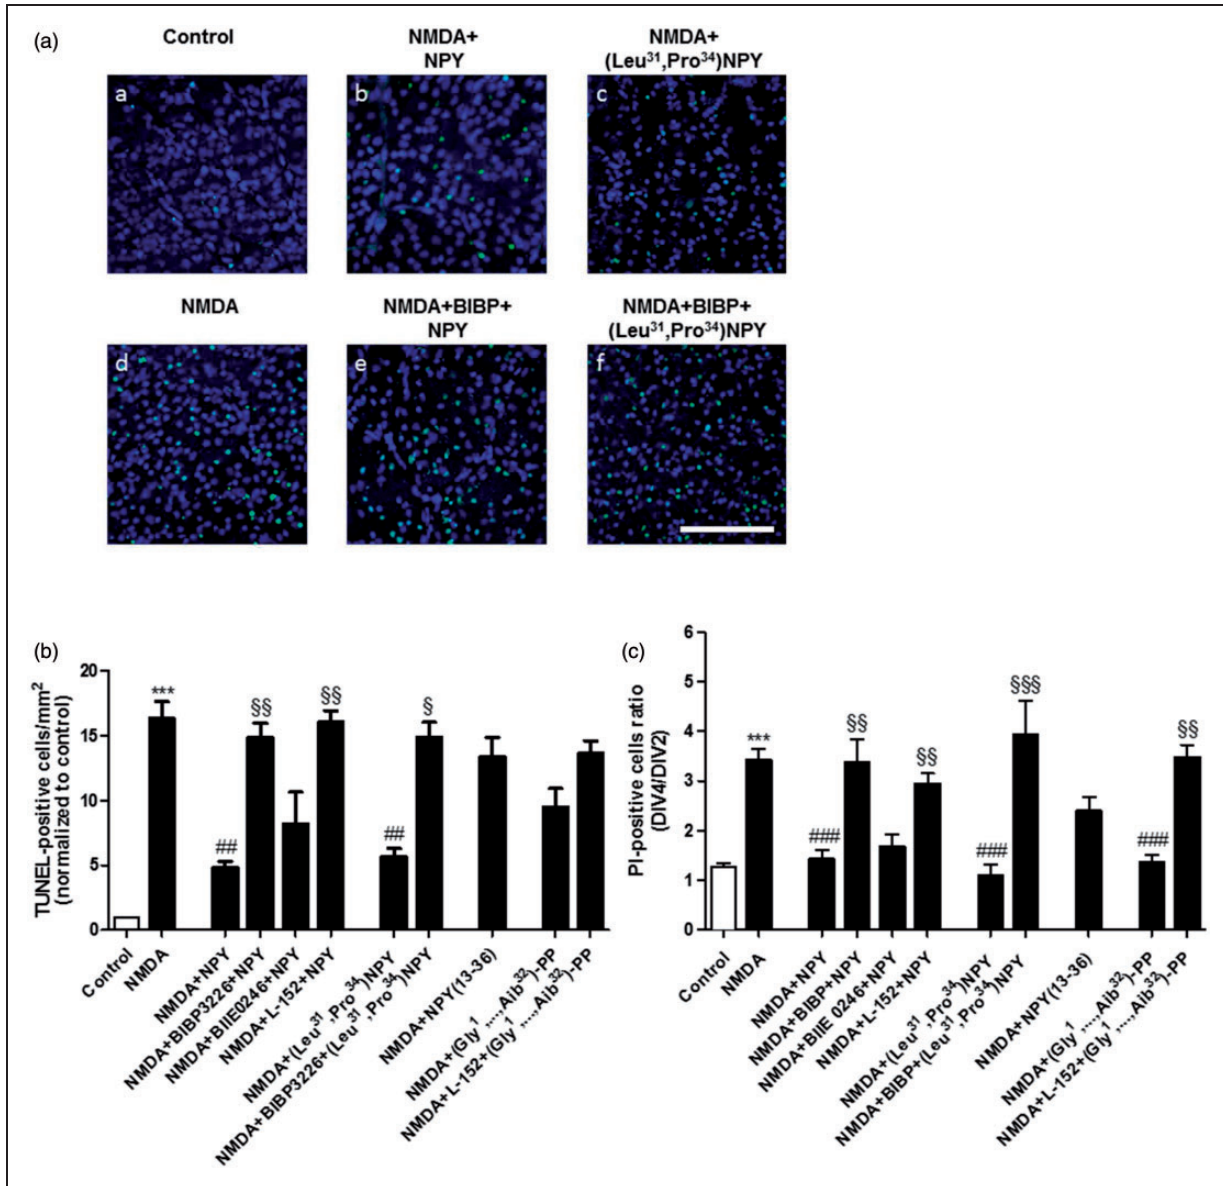 (a)
Control
NMDA+
NPY
NMDA+
(Leu³¹,Pro³⁴)NPY
a
b
c
NMDA
NMDA+BIBP+
NPY
NMDA+BIBP+
(Leu³¹,Pro³⁴)NPY
d
e
f
(b)
TUNEL-positive cells/mm²
(normalized to control)
20
15
10
5
0
***
##
§§
§§
##
§
Control
NMDA
NMDA+NPY
NMDA+BIBP3226+NPY
NMDA+BIIE0246+NPY
NMDA+L-152+NPY
NMDA+(Leu³¹,Pro³⁴)NPY
NMDA+BIBP3226+(Leu³¹,Pro³⁴)NPY
NMDA+NPY(13-36)
NMDA+(Gly¹,...,Aib³²)-PP
NMDA+L-152+(Gly¹,...,Aib³²)-PP
(c)
PI-positive cells ratio
(DIV4/DIV2)
6
5
4
3
2
1
0
***
###
§§
§§
###
§§§
###
§§
Control
NMDA
NMDA+NPY
NMDA+BIBP+NPY
NMDA+BIIE 0246+NPY
NMDA+L-152+NPY
NMDA+(Leu³¹,Pro³⁴)NPY
NMDA+BIBP+(Leu³¹,Pro³⁴)NPY
NMDA+NPY(13-36)
NMDA+(Gly¹,...,Aib³²)-PP
NMDA+L-152+(Gly¹,...,Aib³²)-PP